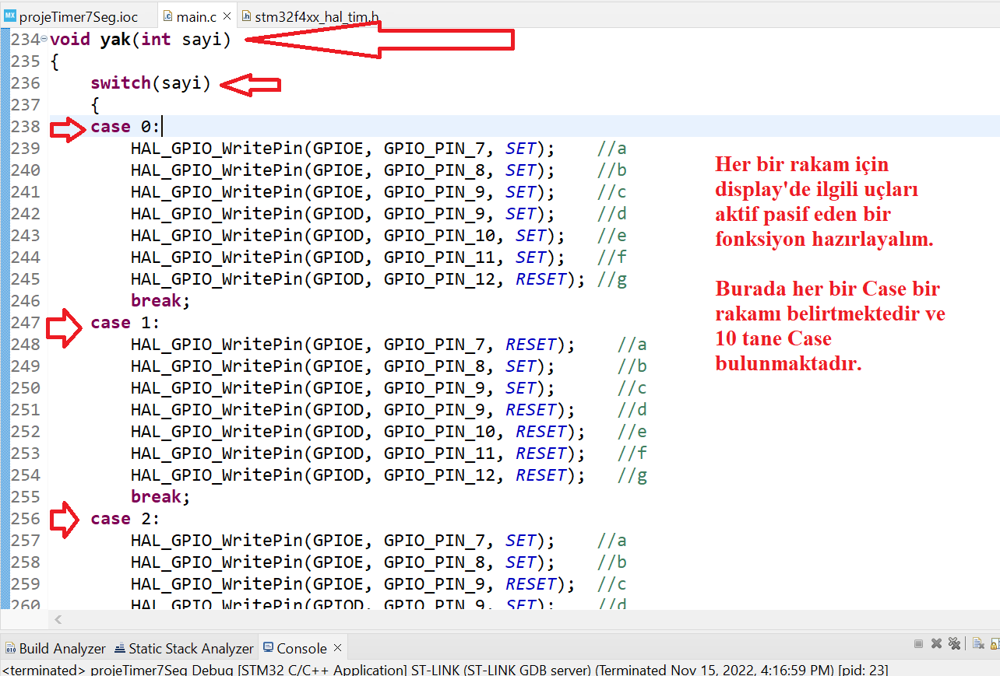 projeTimer7Seg.ioc main.c stm32f4xx_hal_tim.h
234 void yak(int sayi)
235 {
236 switch(sayi)
237 {
238 case 0:
239 HAL_GPIO_WritePin(GPIOE, GPIO_PIN_7, SET); //a
240 HAL_GPIO_WritePin(GPIOE, GPIO_PIN_8, SET); //b
241 HAL_GPIO_WritePin(GPIOE, GPIO_PIN_9, SET); //c
242 HAL_GPIO_WritePin(GPIOD, GPIO_PIN_9, SET); //d
243 HAL_GPIO_WritePin(GPIOD, GPIO_PIN_10, SET); //e
244 HAL_GPIO_WritePin(GPIOD, GPIO_PIN_11, SET); //f
245 HAL_GPIO_WritePin(GPIOD, GPIO_PIN_12, RESET); //g
246 break;
247 case 1:
248 HAL_GPIO_WritePin(GPIOE, GPIO_PIN_7, RESET); //a
249 HAL_GPIO_WritePin(GPIOE, GPIO_PIN_8, SET); //b
250 HAL_GPIO_WritePin(GPIOE, GPIO_PIN_9, SET); //c
251 HAL_GPIO_WritePin(GPIOD, GPIO_PIN_9, RESET); //d
252 HAL_GPIO_WritePin(GPIOD, GPIO_PIN_10, RESET); //e
253 HAL_GPIO_WritePin(GPIOD, GPIO_PIN_11, RESET); //f
254 HAL_GPIO_WritePin(GPIOD, GPIO_PIN_12, RESET); //g
255 break;
256 case 2:
257 HAL_GPIO_WritePin(GPIOE, GPIO_PIN_7, SET); //a
258 HAL_GPIO_WritePin(GPIOE, GPIO_PIN_8, SET); //b
259 HAL_GPIO_WritePin(GPIOE, GPIO_PIN_9, RESET); //c
260 HAL_GPIO_WritePin(GPIOD, GPIO_PIN_9, SET); //d
Her bir rakam için
display'de ilgili uçları
aktif pasif eden bir
fonksiyon hazırlayalım.
Burada her bir Case bir
rakamı belirtmektedir ve
10 tane Case
bulunmaktadır.
Build Analyzer Static Stack Analyzer Console
<terminated> projeTimer7Seg Debug [STM32 C/C++ Application] ST-LINK (ST-LINK GDB server) (Terminated Nov 15, 2022, 4:16:59 PM) [pid: 23]